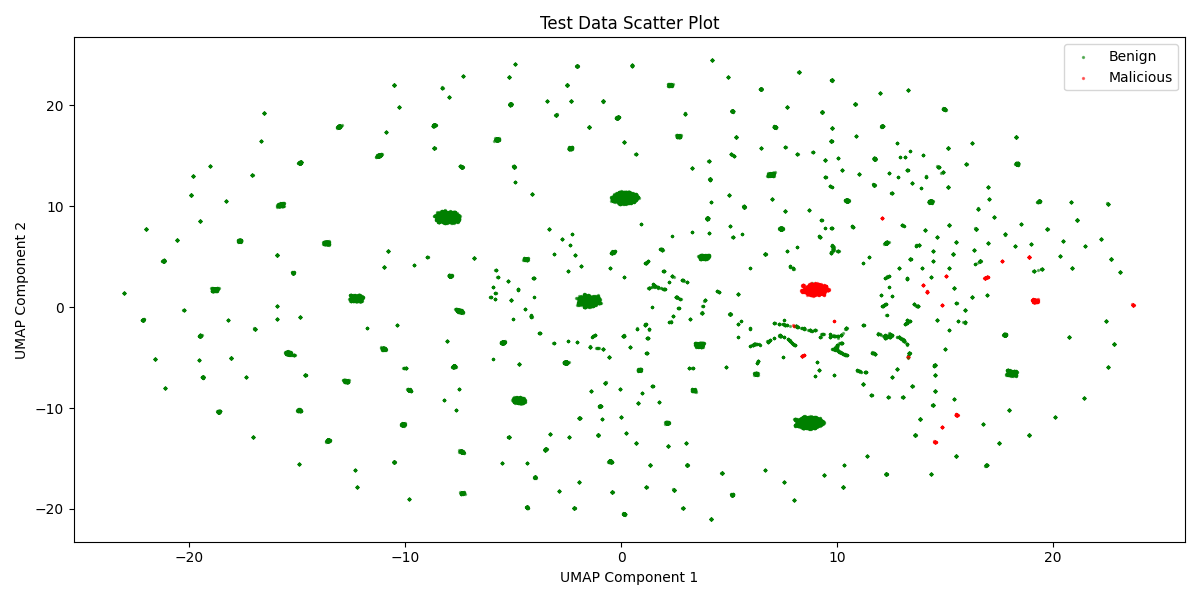 Test Data Scatter Plot
Benign
Malicious
20
10
0
−10
−20
UMAP Component 2
−20 −10 0 10 20
UMAP Component 1